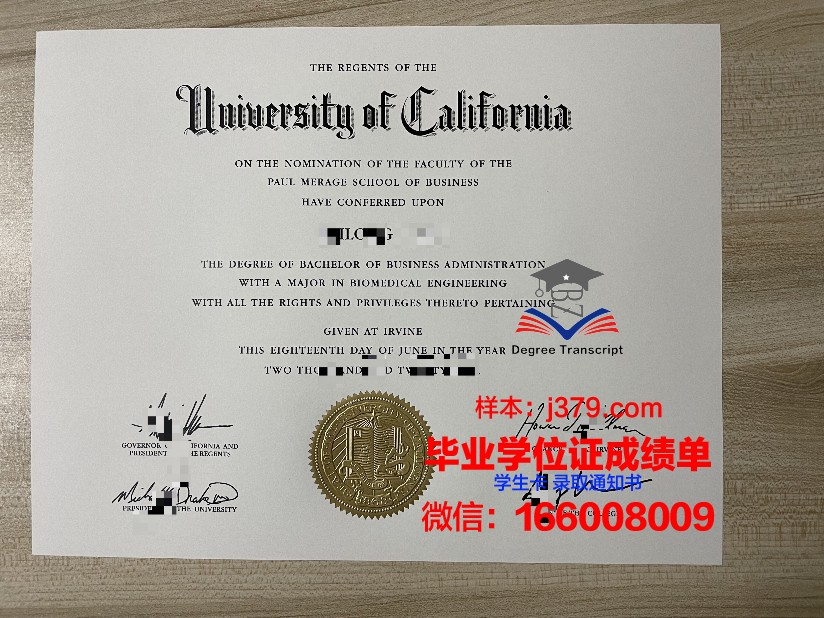 THE REGENTS OF THE
University of California
ON THE NOMINATION OF THE FACULTY OF THE
PAUL MERAGE SCHOOL OF BUSINESS
HAVE CONFERRED UPON
THE DEGREE OF BACHELOR OF BUSINESS ADMINISTRATION
WITH A MAJOR IN BIOMEDICAL ENGINEERING
WITH ALL THE RIGHTS AND PRIVILEGES THERETO PERTAINING
GIVEN AT IRVINE
THIS EIGHTEENTH DAY OF JUNE IN THE YEAR
Degree Transcript
TWO
样本：j379.com
GOVERNOR AND
PRESIDENT THE REGENTS
毕业学位证成绩单
学生卡 录取通知书
THE UNIVERSITY
微信：166008009